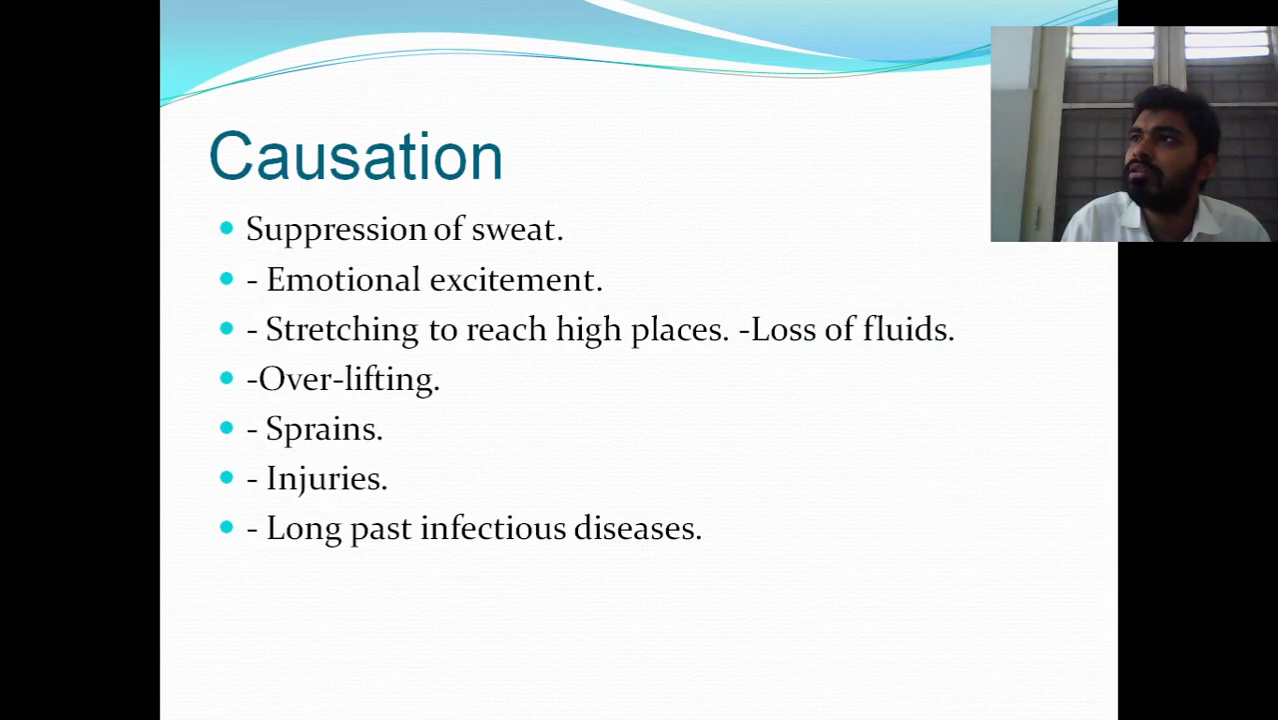 Causation
Suppression of sweat.
- Emotional excitement.
- Stretching to reach high places. -Loss of fluids.
-Over-lifting.
- Sprains.
- Injuries.
- Long past infectious diseases.